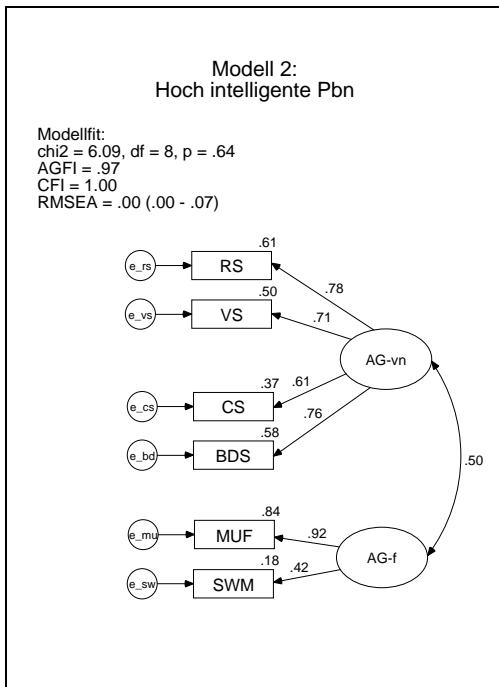 Modell 2:
Hoch intelligente Pbn
Modellfit:
chi2 = 6.09, df = 8, p = .64
AGFI = .97
CFI = 1.00
RMSEA = .00 (.00 - .07)
.61
e_rs
RS
.78
.50
e_vs
VS
.71
AG-vn
.37
.61
e_cs
CS
.76
.58
e_bd
BDS
.50
.84
e_mu
MUF
.92
AG-f
.18
.42
e_sw
SWM